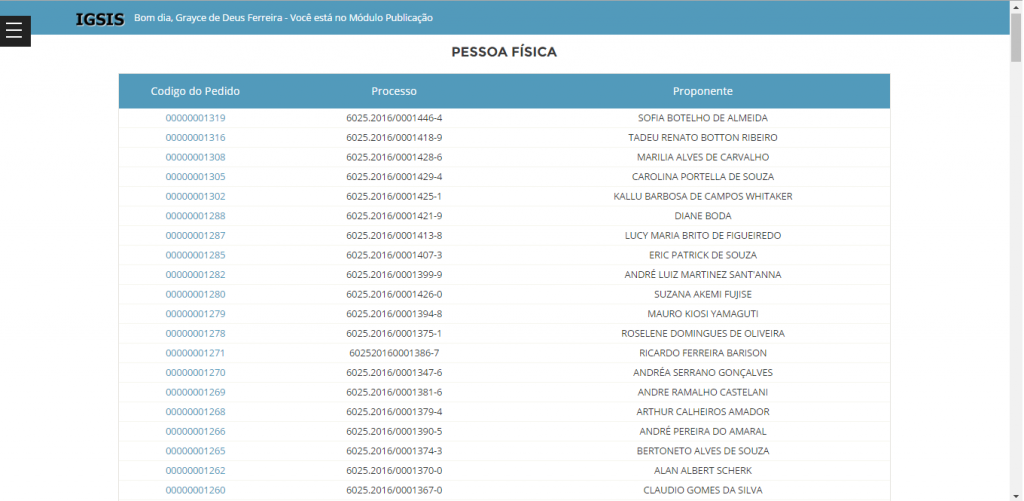 IGSIS Bom dia, Grayce de Deus Ferreira - Você está no Módulo Publicação
PESSOA FÍSICA
Codigo do Pedido Processo Proponente
00000001319 6025.2016/0001446-4 SOFIA BOTELHO DE ALMEIDA
00000001316 6025.2016/0001418-9 TADEU RENATO BOTTON RIBEIRO
00000001308 6025.2016/0001428-6 MARILIA ALVES DE CARVALHO
00000001305 6025.2016/0001429-4 CAROLINA PORTELLA DE SOUZA
00000001302 6025.2016/0001425-1 KALLU BARBOSA DE CAMPOS WHITAKER
00000001288 6025.2016/0001421-9 DIANE BODA
00000001287 6025.2016/0001413-8 LUCY MARIA BRITO DE FIGUEIREDO
00000001285 6025.2016/0001407-3 ERIC PATRICK DE SOUZA
00000001282 6025.2016/0001399-9 ANDRÉ LUIZ MARTINEZ SANT'ANNA
00000001280 6025.2016/0001426-0 SUZANA AKEMI FUJISE
00000001279 6025.2016/0001394-8 MAURO KIOSI YAMAGUTI
00000001278 6025.2016/0001375-1 ROSELENE DOMINGUES DE OLIVEIRA
00000001271 602520160001386-7 RICARDO FERREIRA BARISON
00000001270 6025.2016/0001347-6 ANDRÉA SERRANO GONÇALVES
00000001269 6025.2016/0001381-6 ANDRE RAMALHO CASTELANI
00000001268 6025.2016/0001379-4 ARTHUR CALHEIROS AMADOR
00000001266 6025.2016/0001390-5 ANDRÉ PEREIRA DO AMARAL
00000001265 6025.2016/0001374-3 BERTONETO ALVES DE SOUZA
00000001262 6025.2016/0001370-0 ALAN ALBERT SCHERK
00000001260 6025.2016/0001367-0 CLAUDIO GOMES DA SILVA